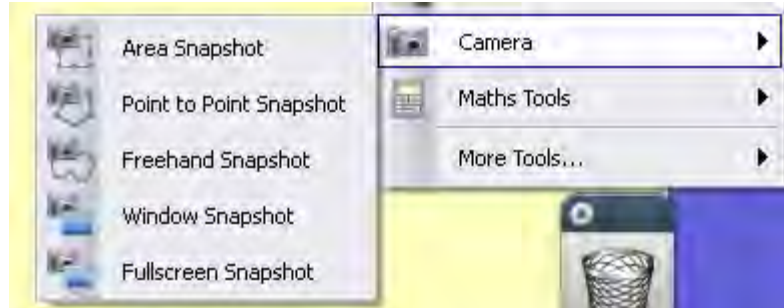 Area Snapshot
Point to Point Snapshot
Freehand Snapshot
Window Snapshot
Fullscreen Snapshot
Camera
Maths Tools
More Tools...